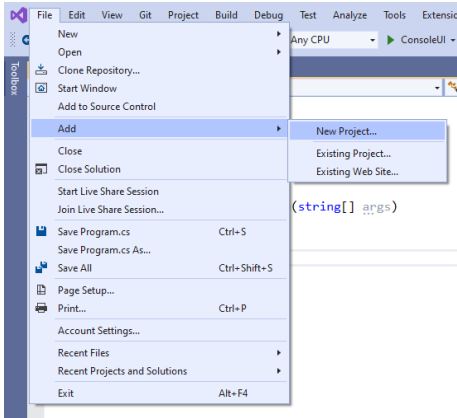 File Edit View Git Project Build Debug Test Analyze Tools
New
Any CPU ConsoleUI
Open
Toolbox
Clone Repository...
Start Window
Add to Source Control
Add
New Project...
Close
Existing Project...
Close Solution
Existing Web Site...
Start Live Share Session
Join Live Share Session...
(string[] args)
Save Program.cs Ctrl+S
Save Program.cs As...
Save All Ctrl+Shift+S
Page Setup...
Print... Ctrl+P
Account Settings...
Recent Files
Recent Projects and Solutions
Exit Alt+F4